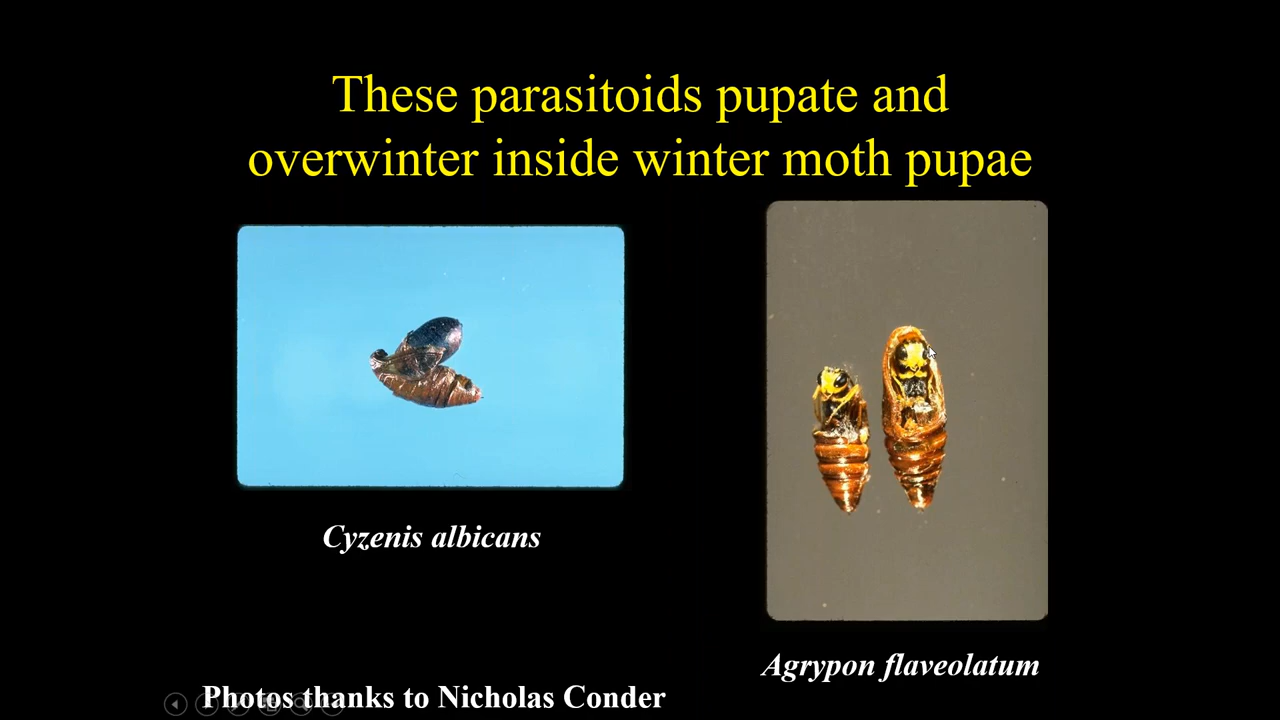 These parasitoids pupate and
overwinter inside winter moth pupae
Cyzenis albicans
Agrypon flaveolatum
Photos thanks to Nicholas Conder